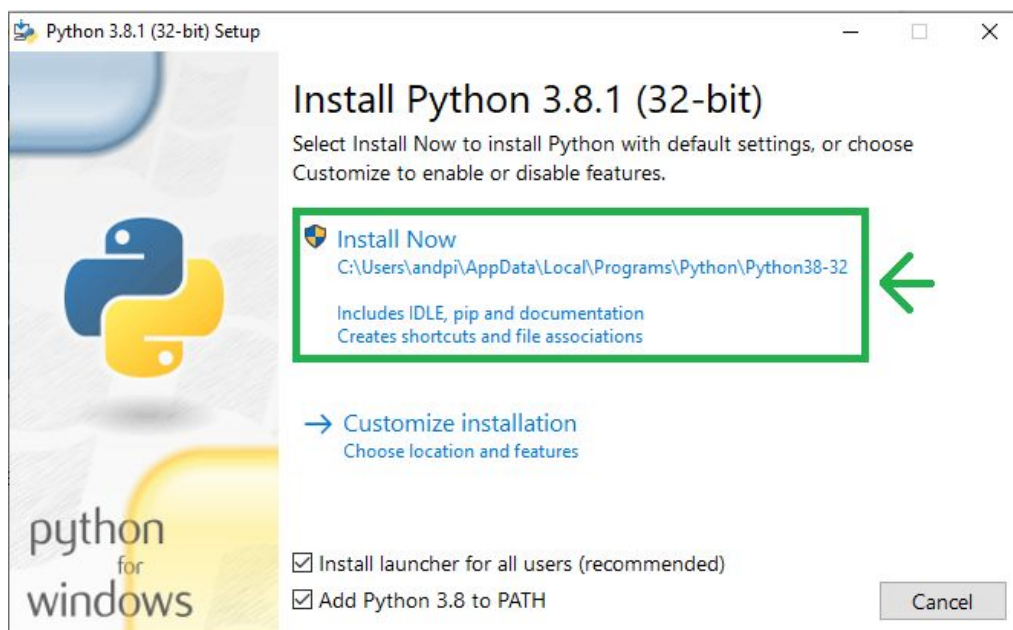 Python 3.8.1 (32-bit) Setup
Install Python 3.8.1 (32-bit)
Select Install Now to install Python with default settings, or choose
Customize to enable or disable features.
Install Now
C:\Users\andpi\AppData\Local\Programs\Python\Python38-32
Includes IDLE, pip and documentation
Creates shortcuts and file associations
Customize installation
Choose location and features
python
for
windows
Install launcher for all users (recommended)
Add Python 3.8 to PATH
Cancel